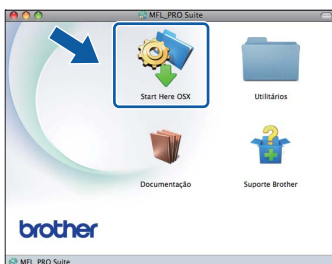 MFL_PRO Suite
Start Here OSX
Utilitários
Documentação
Suporte Brother
brother
MFL_PRO Suite